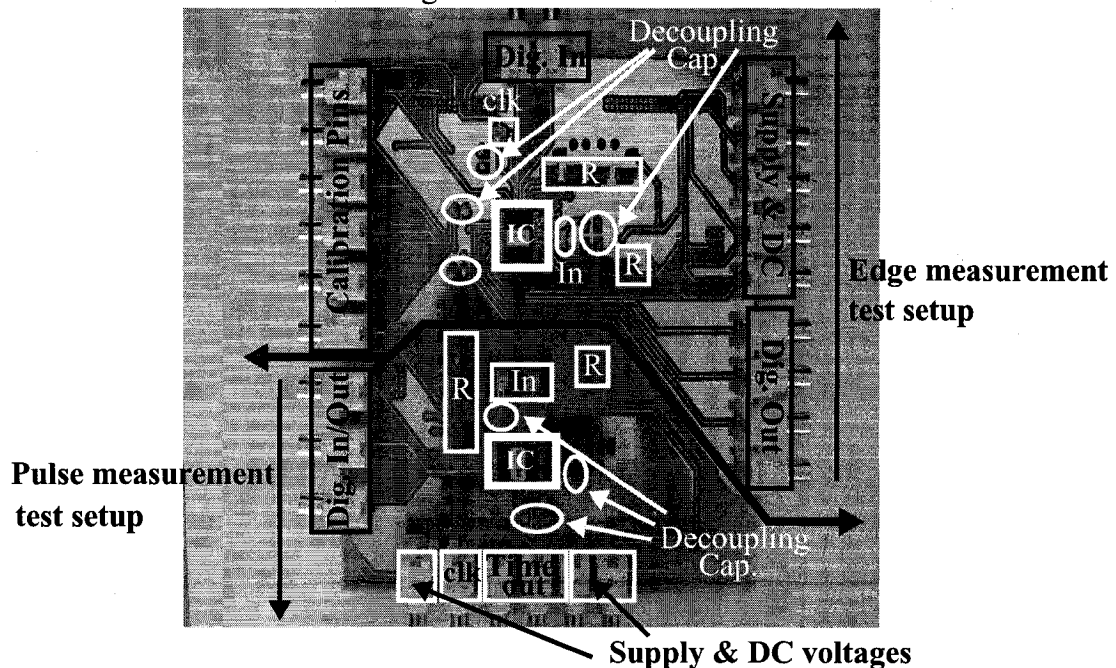 Decoupling
Cap.
Dig. In
clk
Calibration Pins
Supply & DC
R
IC
In
R
Edge measurement
test setup
R
In
R
Dig. In/Out
Dig. Out
IC
Pulse measurement
test setup
Decoupling
Cap.
clk
Time
out
Supply & DC voltages